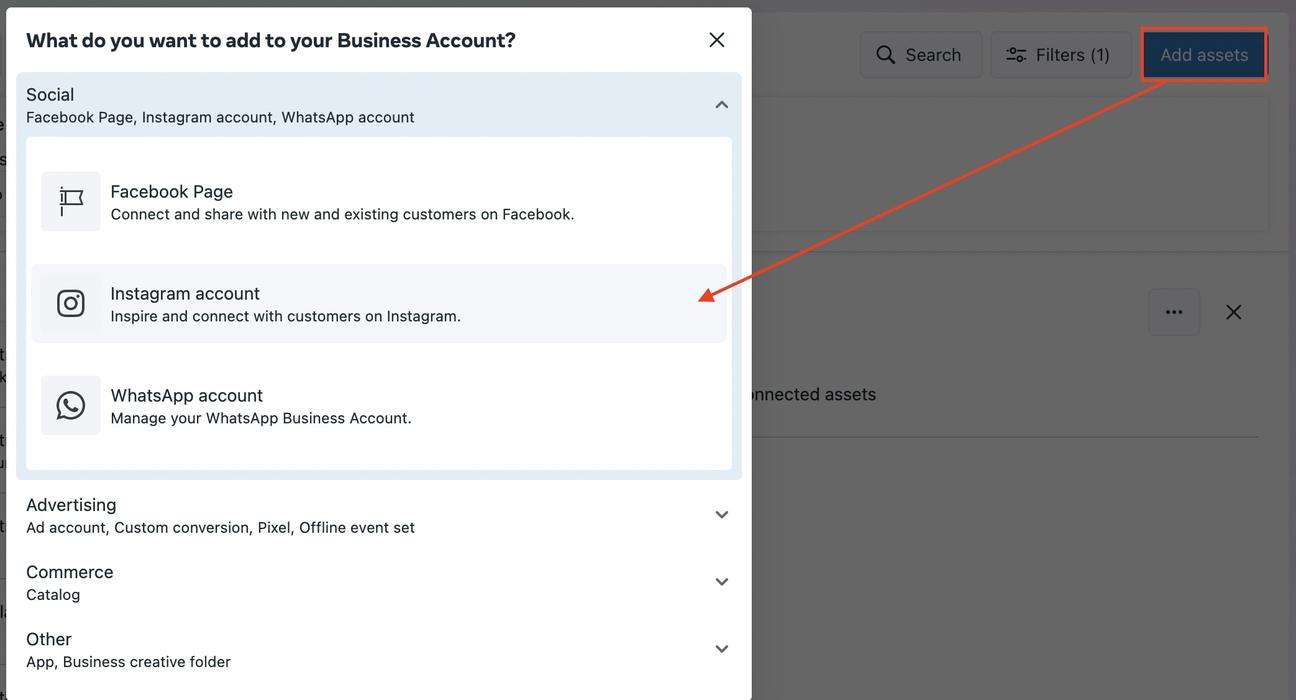 What do you want to add to your Business Account?
Search
Filters (1)
Add assets
Social
Facebook Page, Instagram account, WhatsApp account
Facebook Page
Connect and share with new and existing customers on Facebook.
Instagram account
Inspire and connect with customers on Instagram.
WhatsApp account
Manage your WhatsApp Business Account.
assets
Advertising
Ad account, Custom conversion, Pixel, Offline event set
Commerce
Catalog
Other
App, Business creative folder